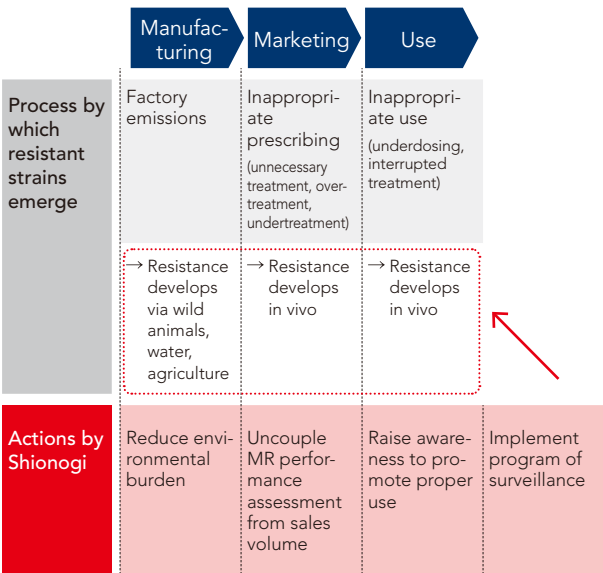 Manufac-
turing
Marketing
Use
Process by
which
resistant
strains
emerge
Factory
emissions
Inappropri-
ate
prescribing
(unnecessary
treatment, over-
treatment,
undertreatment)
Inappropri-
ate use
(underdosing,
interrupted
treatment)
→ Resistance
develops
via wild
animals,
water,
agriculture
→ Resistance
develops
in vivo
→ Resistance
develops
in vivo
Actions by
Shionogi
Reduce envi-
ronmental
burden
Uncouple
MR perfor-
mance
assessment
from sales
volume
Raise aware-
ness to pro-
mote proper
use
Implement
program of
surveillance